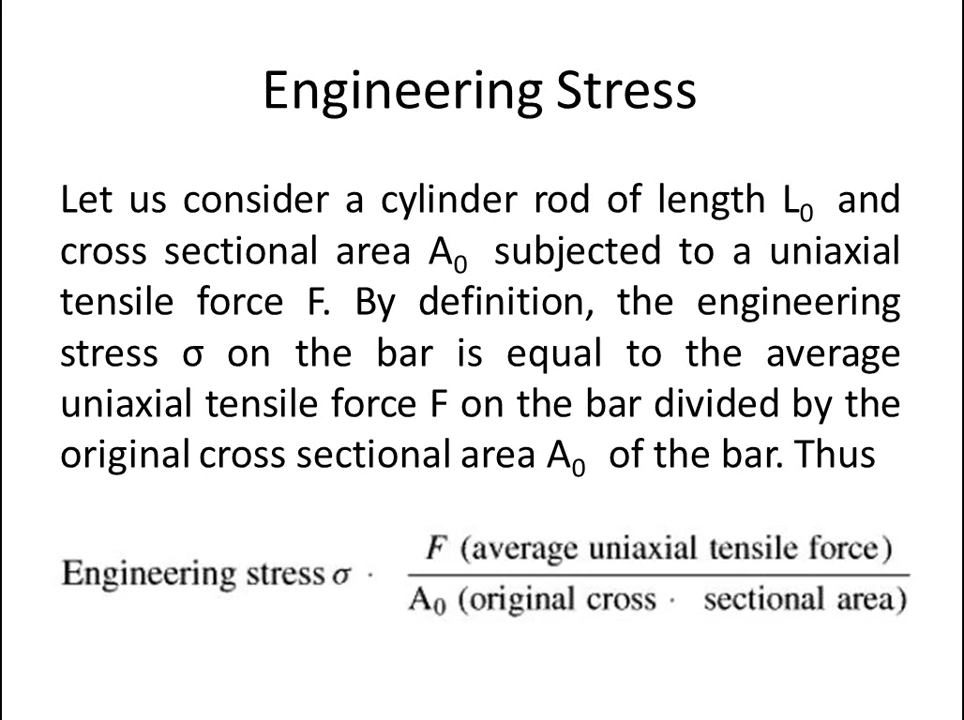 Engineering Stress
Let us consider a cylinder rod of length L₀ and
cross sectional area A₀ subjected to a uniaxial
tensile force F. By definition, the engineering
stress σ on the bar is equal to the average
uniaxial tensile force F on the bar divided by the
original cross sectional area A₀ of the bar. Thus
F (average uniaxial tensile force)
Engineering stress σ ·
A₀ (original cross · sectional area)